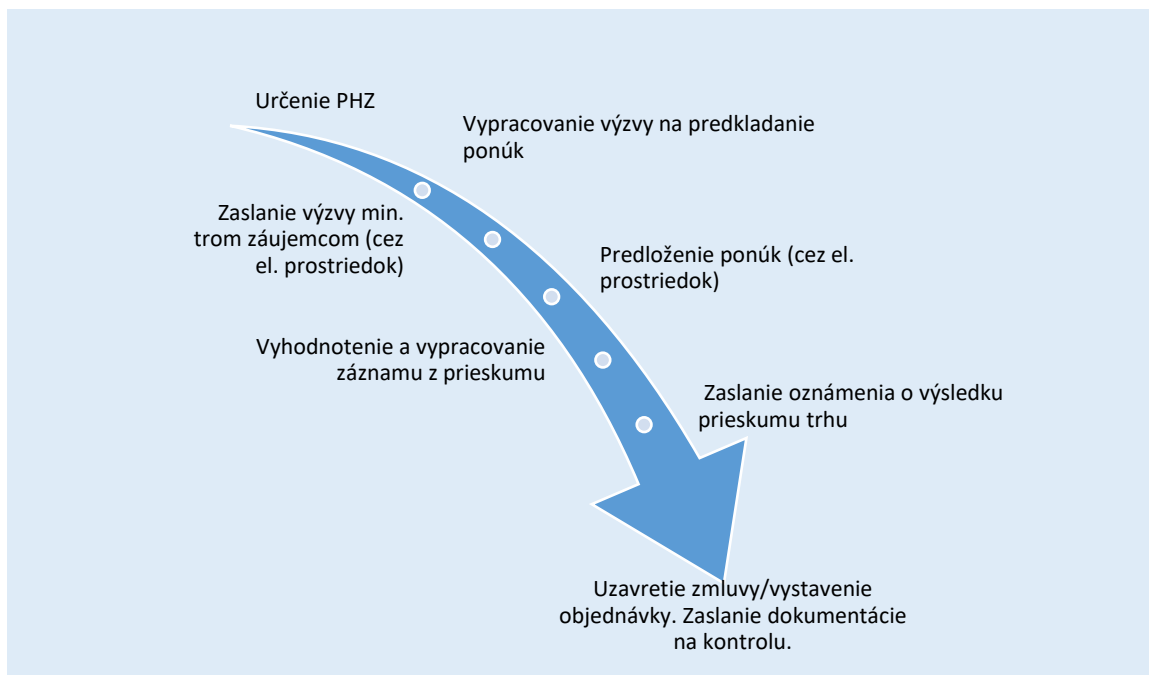 Určenie PHZ
Vypracovanie výzvy na predkladanie
ponúk
Zaslanie výzvy min.
trom záujemcom (cez
el. prostriedok)
Predloženie ponúk (cez el.
prostriedok)
Vyhodnotenie a vypracovanie
záznamu z prieskumu
Zaslanie oznámenia o výsledku
prieskumu trhu
Uzavretie zmluvy/vystavenie
objednávky. Zaslanie dokumentácie
na kontrolu.